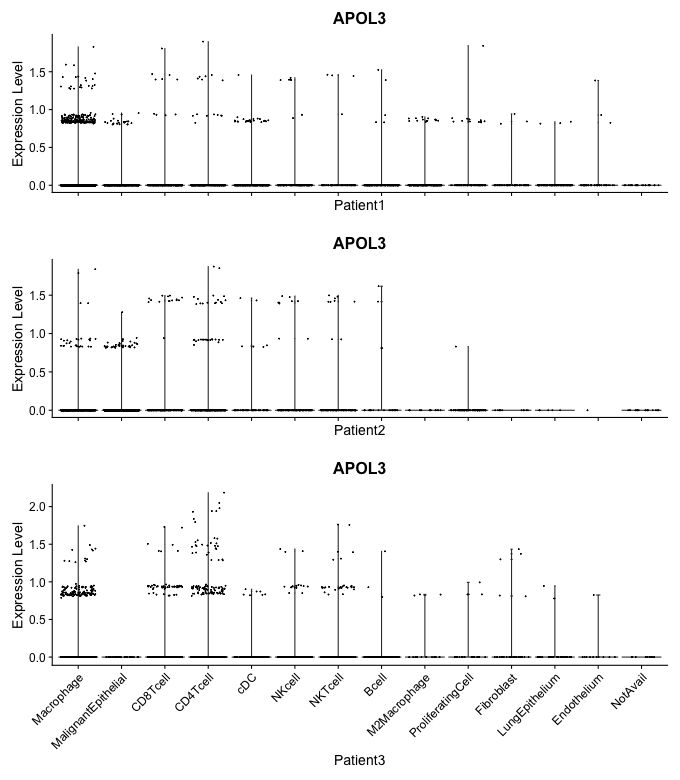 APOL3
Expression Level
1.5
1.0
0.5
0.0
Patient1
APOL3
Expression Level
1.5
1.0
0.5
0.0
Patient2
APOL3
Expression Level
2.0
1.5
1.0
0.5
0.0
Macrophage
MalignantEpithelial
CD8Tcell
CD4Tcell
cDC
NKcell
NKTcell
Bcell
M2Macrophage
ProliferatingCell
Fibroblast
LungEpithelium
Endothelium
NotAvail
Patient3